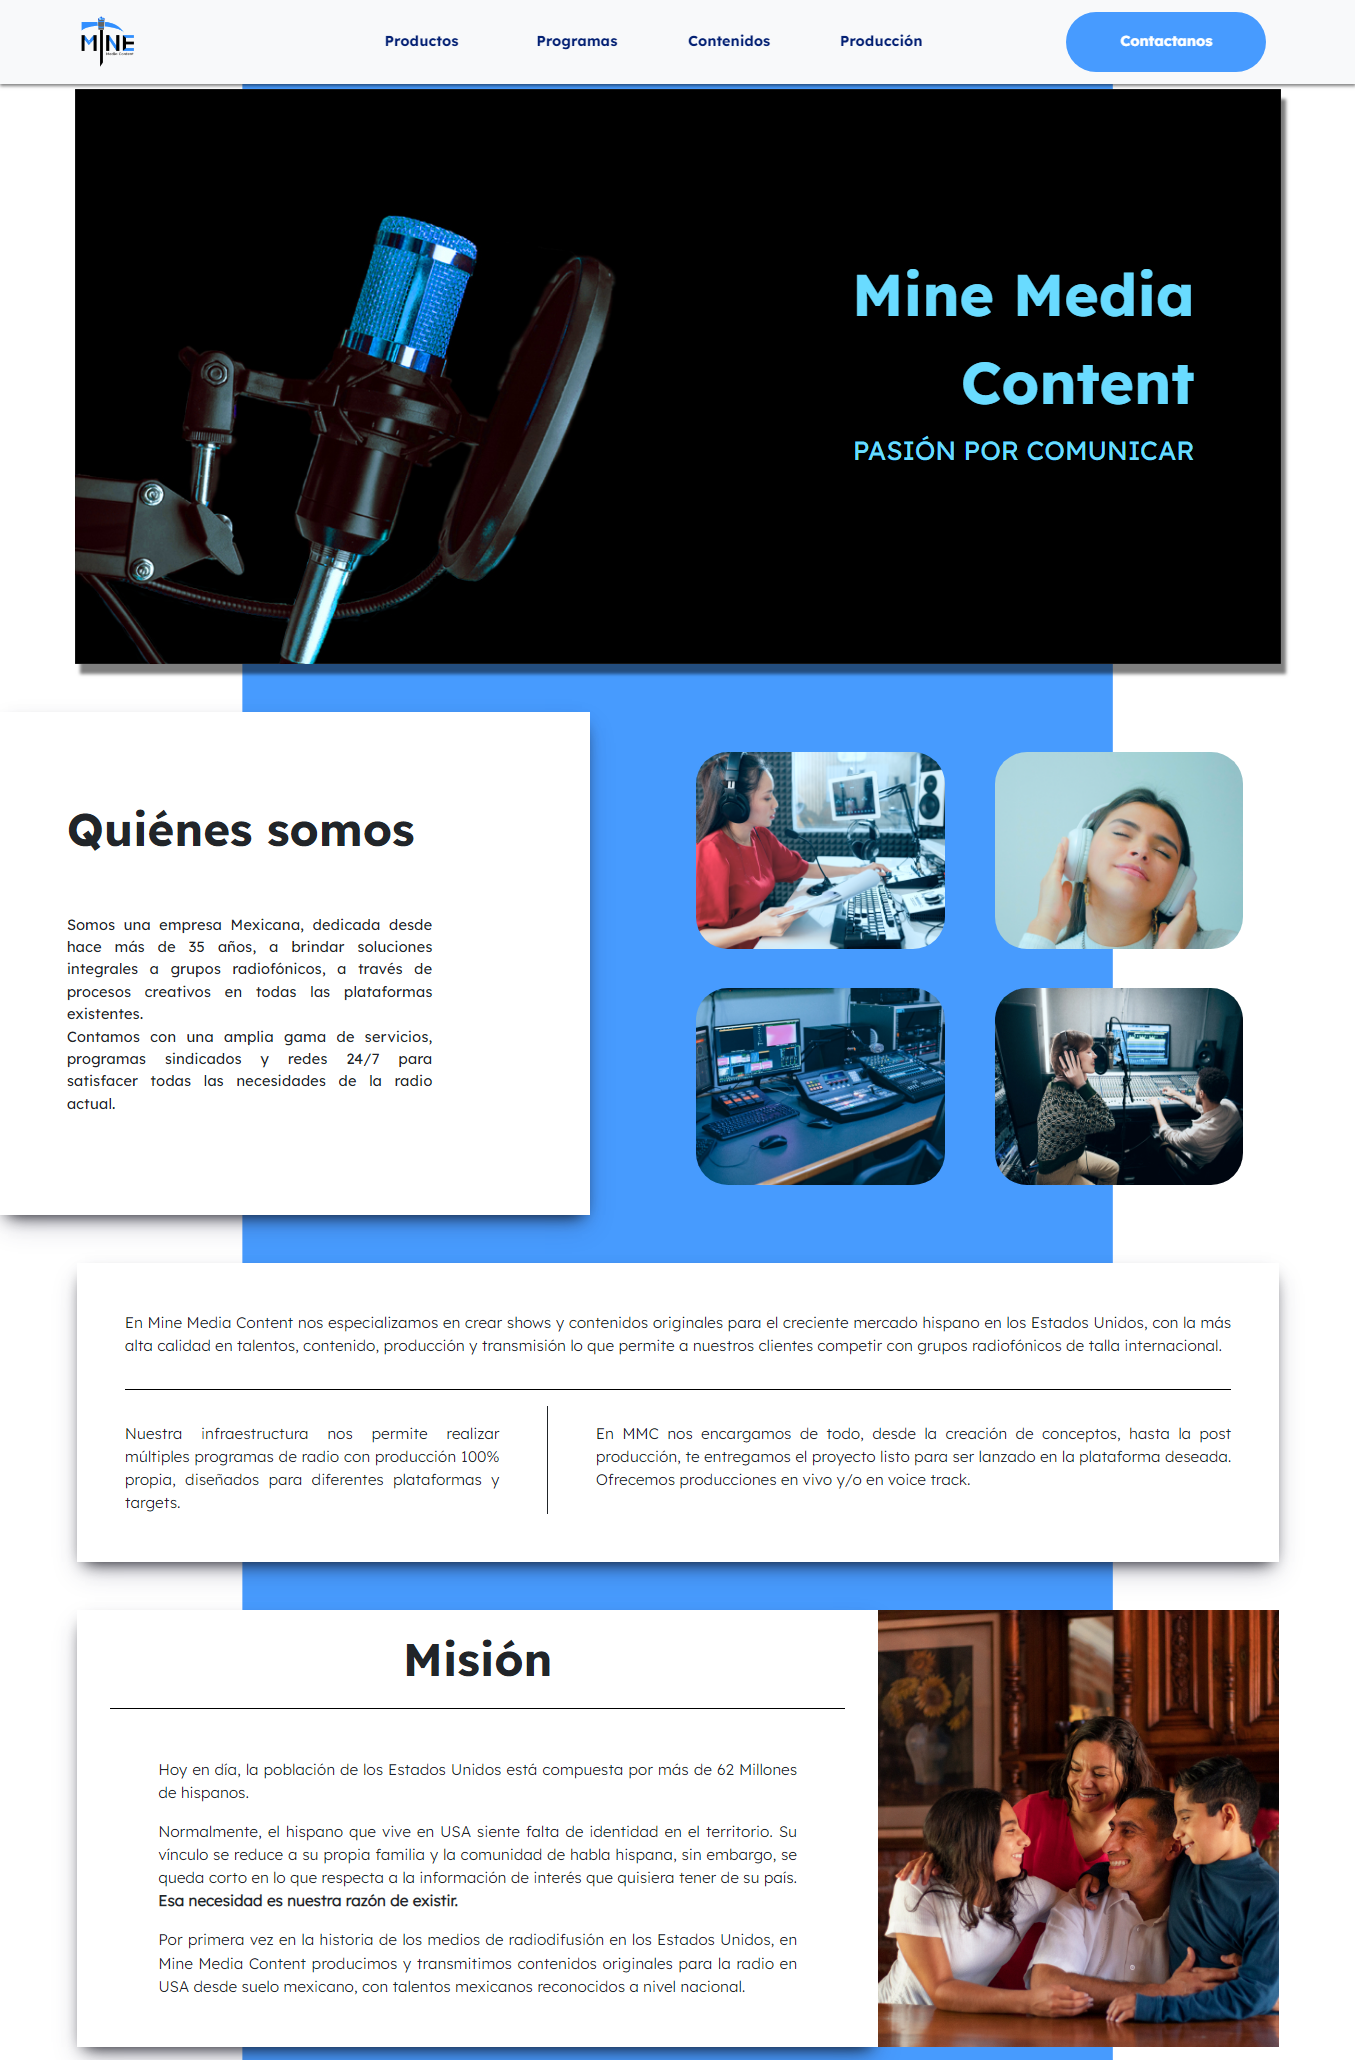 MINE
Media Content
Productos
Programas
Contenidos
Producción
Contactanos
Mine Media
Content
PASIÓN POR COMUNICAR
Quiénes somos
Somos una empresa Mexicana, dedicada desde
hace más de 35 años, a brindar soluciones
integrales a grupos radiofónicos, a través de
procesos creativos en todas las plataformas
existentes.
Contamos con una amplia gama de servicios,
programas sindicados y redes 24/7 para
satisfacer todas las necesidades de la radio
actual.
En Mine Media Content nos especializamos en crear shows y contenidos originales para el creciente mercado hispano en los Estados Unidos, con la más
alta calidad en talentos, contenido, producción y transmisión lo que permite a nuestros clientes competir con grupos radiofónicos de talla internacional.
Nuestra infraestructura nos permite realizar
múltiples programas de radio con producción 100%
propia, diseñados para diferentes plataformas y
targets.
En MMC nos encargamos de todo, desde la creación de conceptos, hasta la post
producción, te entregamos el proyecto listo para ser lanzado en la plataforma deseada.
Ofrecemos producciones en vivo y/o en voice track.
Misión
Hoy en día, la población de los Estados Unidos está compuesta por más de 62 Millones
de hispanos.
Normalmente, el hispano que vive en USA siente falta de identidad en el territorio. Su
vínculo se reduce a su propia familia y la comunidad de habla hispana, sin embargo, se
queda corto en lo que respecta a la información de interés que quisiera tener de su país.
Esa necesidad es nuestra razón de existir.
Por primera vez en la historia de los medios de radiodifusión en los Estados Unidos, en
Mine Media Content producimos y transmitimos contenidos originales para la radio en
USA desde suelo mexicano, con talentos mexicanos reconocidos a nivel nacional.